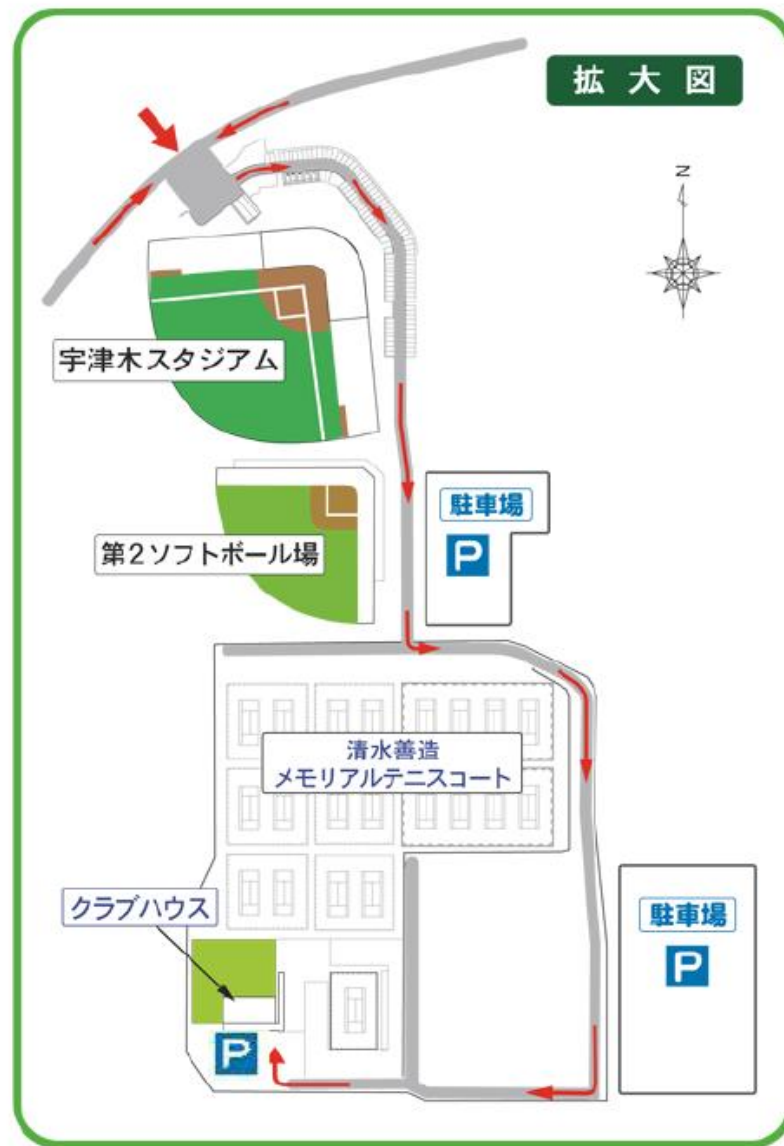 拡大図
N
宇津木スタジアム
駐車場
P
第2ソフトボール場
清水善造
メモリアルテニスコート
クラブハウス
駐車場
P
P